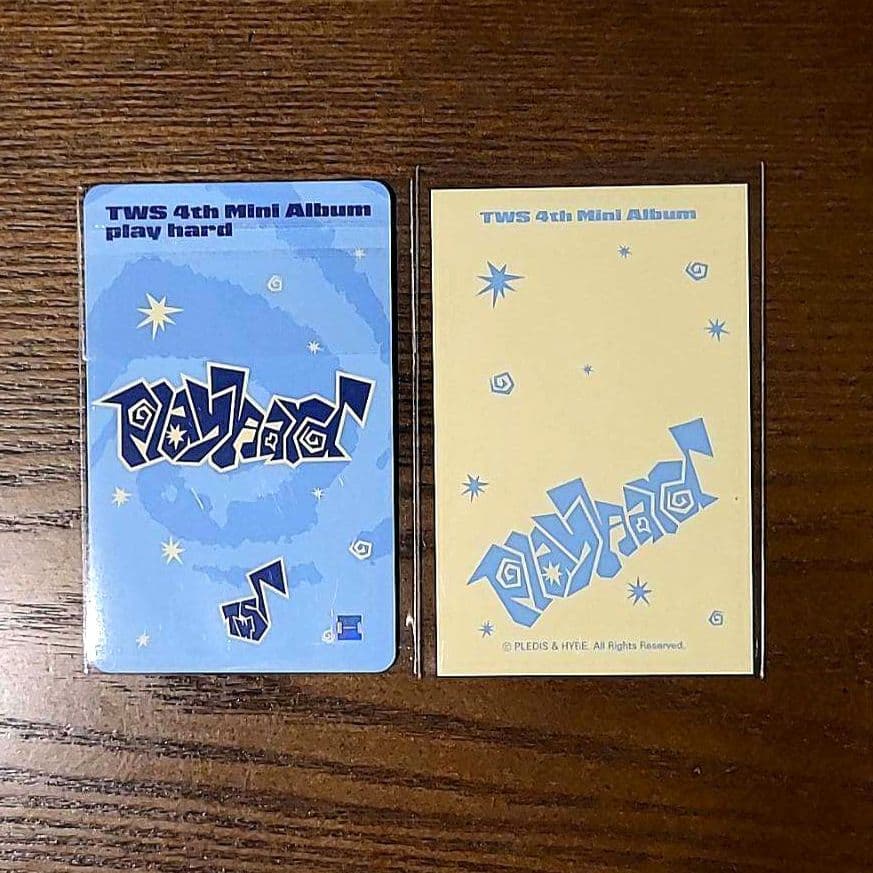 TWS 4th Mini Album
play hard
play hard
TWS
TWS 4th Mini Album
play hard
© PLEDIS & HYBE. All Rights Reserved.